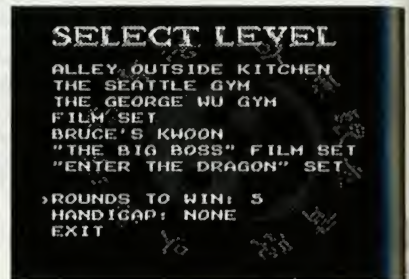 SELECT LEVEL
ALLEY OUTSIDE KITCHEN
THE SEATTLE GYM
THE GEORGE WU GYM
FILM SET
BRUCE'S KWOON
"THE BIG BOSS" FILM SET
"ENTER THE DRAGON" SET
›ROUNDS TO WIN: 5
HANDICAP: NONE
EXIT